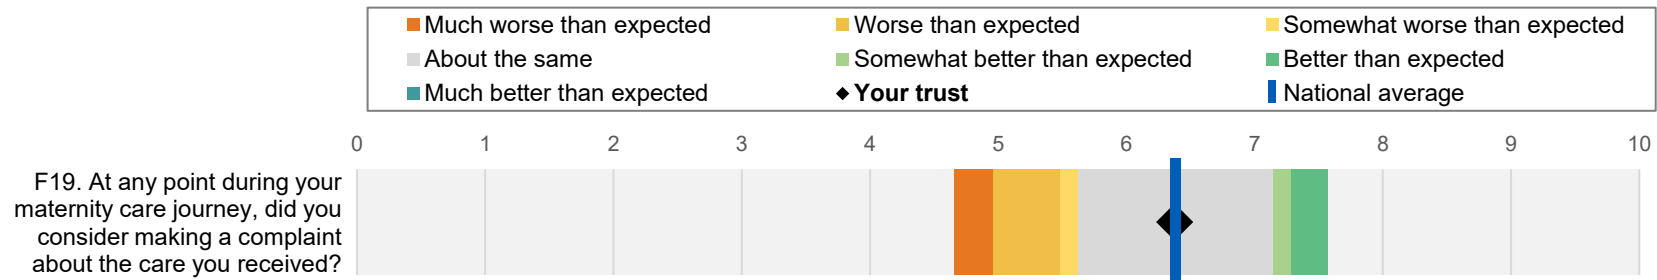 Much worse than expected Worse than expected Somewhat worse than expected
About the same Somewhat better than expected Better than expected
Much better than expected Your trust National average
0 1 2 3 4 5 6 7 8 9 10
F19. At any point during your
maternity care journey, did you
consider making a complaint
about the care you received?